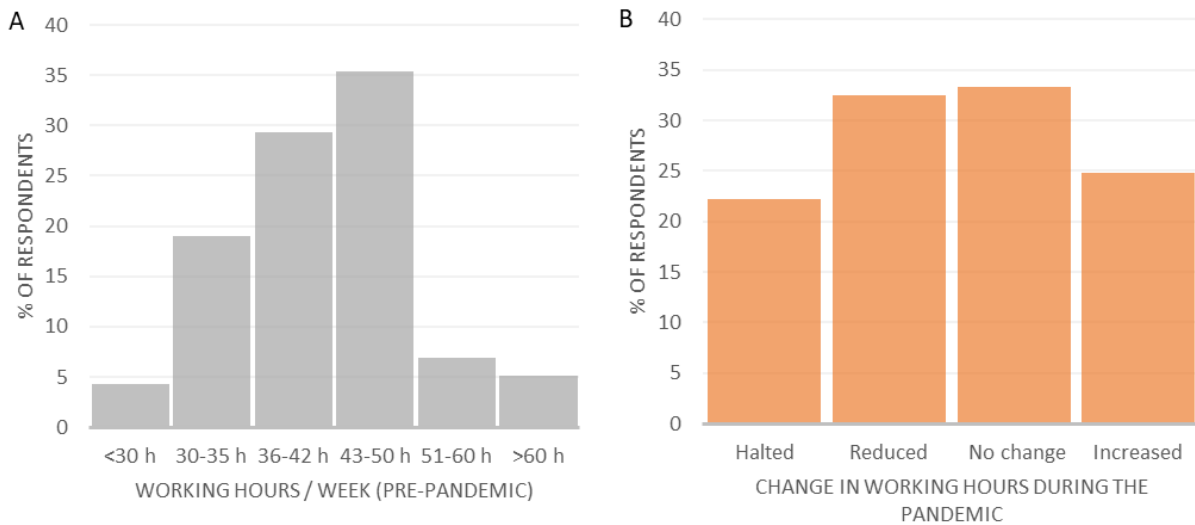 A
% OF RESPONDENTS
40
35
30
25
20
15
10
5
0
<30 h 30-35 h 36-42 h 43-50 h 51-60 h >60 h
WORKING HOURS / WEEK (PRE-PANDEMIC)
B
% OF RESPONDENTS
40
35
30
25
20
15
10
5
0
Halted Reduced No change Increased
CHANGE IN WORKING HOURS DURING THE
PANDEMIC